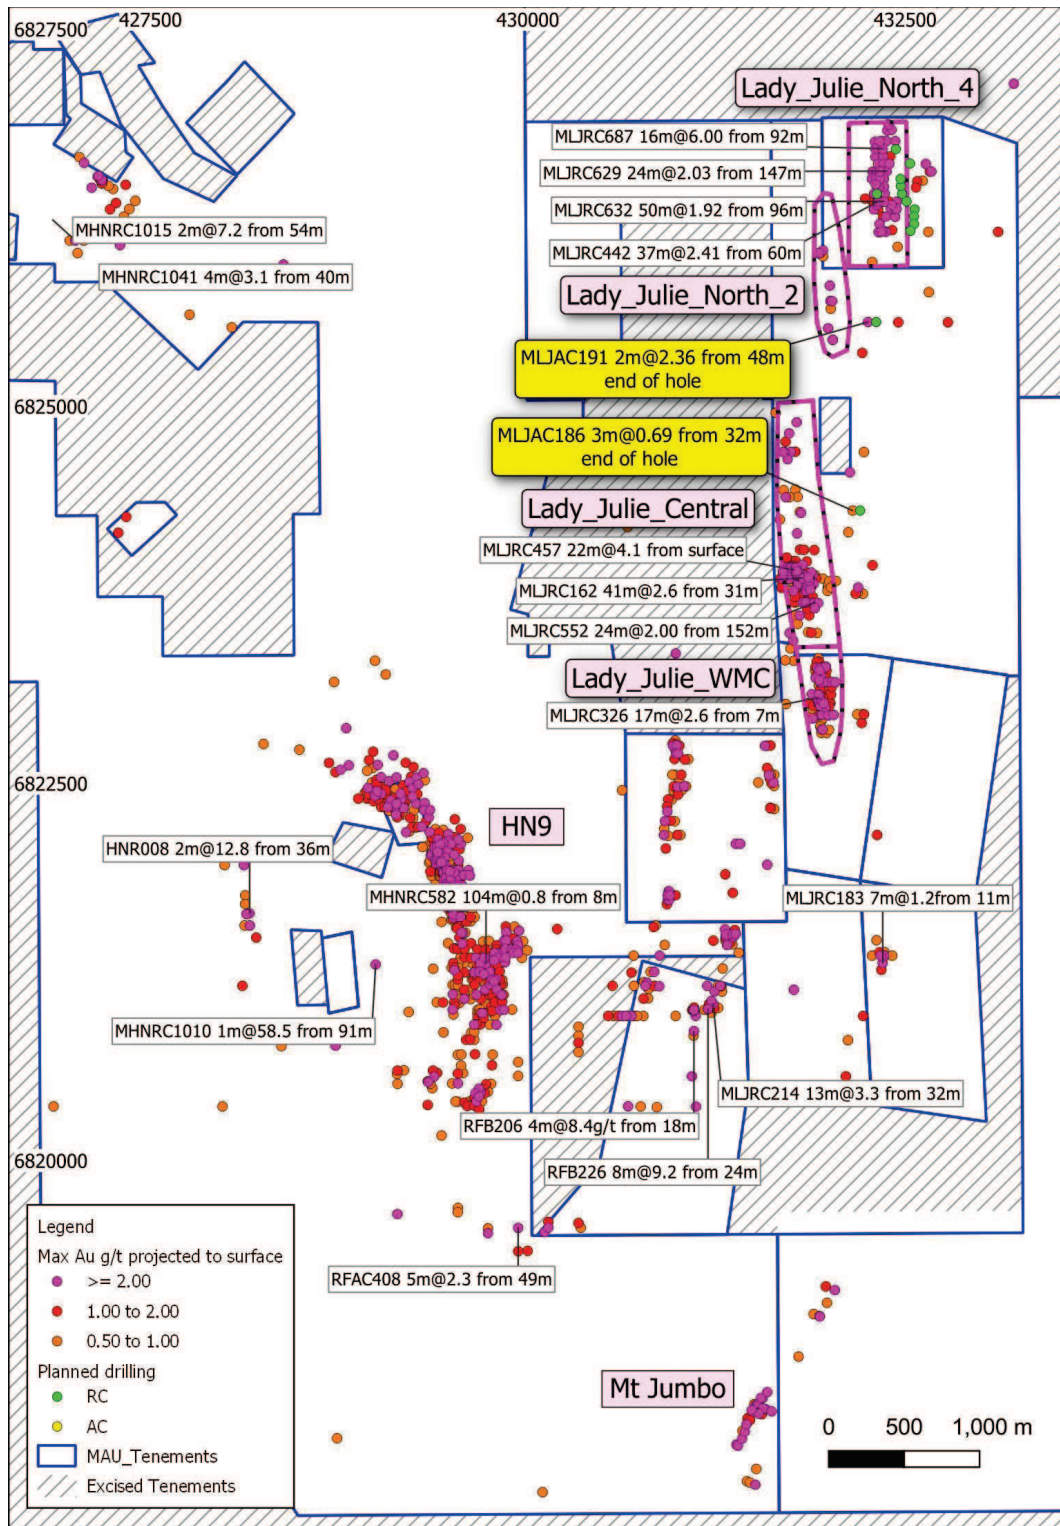 427500
430000
432500
6827500
Lady_Julie_North_4
MLJRC687 16m@6.00 from 92m
MLJRC629 24m@2.03 from 147m
MLJRC632 50m@1.92 from 96m
MHNRC1015 2m@7.2 from 54m
MLJRC442 37m@2.41 from 60m
MHNRC1041 4m@3.1 from 40m
Lady_Julie_North_2
MLJAC191 2m@2.36 from 48m
end of hole
6825000
MLJAC186 3m@0.69 from 32m
end of hole
Lady_Julie_Central
MLJRC457 22m@4.1 from surface
MLJRC162 41m@2.6 from 31m
MLJRC552 24m@2.00 from 152m
Lady_Julie_WMC
MLJRC326 17m@2.6 from 7m
6822500
HN9
HNR008 2m@12.8 from 36m
MHNRC582 104m@0.8 from 8m
MLJRC183 7m@1.2from 11m
MHNRC1010 1m@58.5 from 91m
MLJRC214 13m@3.3 from 32m
RFB206 4m@8.4g/t from 18m
6820000
RFB226 8m@9.2 from 24m
RFAC408 5m@2.3 from 49m
Legend
Max Au g/t projected to surface
>= 2.00
1.00 to 2.00
0.50 to 1.00
Planned drilling
RC
AC
MAU_Tenements
Excised Tenements
Mt Jumbo
0 500 1,000 m